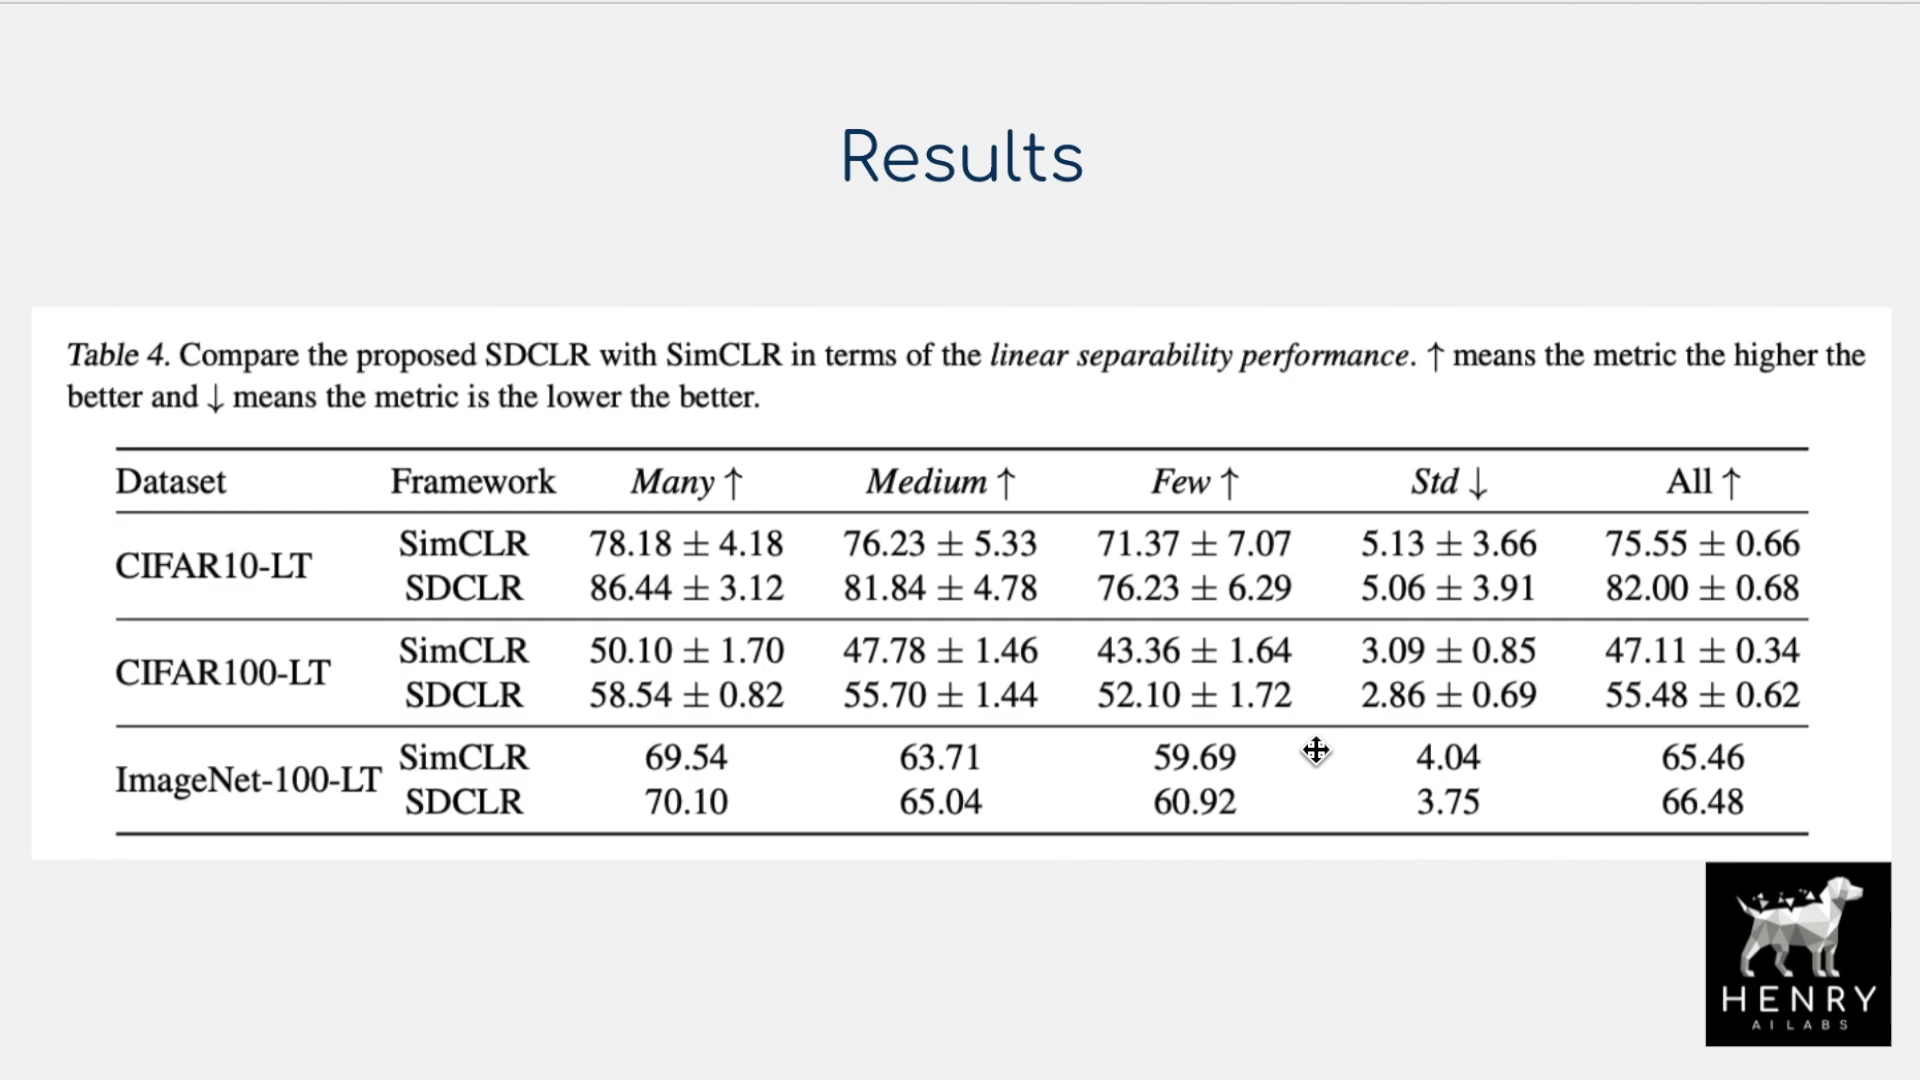 Results
Table 4. Compare the proposed SDCLR with SimCLR in terms of the linear separability performance. ↑ means the metric the higher the
better and ↓ means the metric is the lower the better.
Dataset Framework Many ↑ Medium ↑ Few ↑ Std ↓ All ↑
CIFAR10-LT
SimCLR 78.18 ± 4.18 76.23 ± 5.33 71.37 ± 7.07 5.13 ± 3.66 75.55 ± 0.66
SDCLR 86.44 ± 3.12 81.84 ± 4.78 76.23 ± 6.29 5.06 ± 3.91 82.00 ± 0.68
CIFAR100-LT
SimCLR 50.10 ± 1.70 47.78 ± 1.46 43.36 ± 1.64 3.09 ± 0.85 47.11 ± 0.34
SDCLR 58.54 ± 0.82 55.70 ± 1.44 52.10 ± 1.72 2.86 ± 0.69 55.48 ± 0.62
ImageNet-100-LT
SimCLR 69.54 63.71 59.69 4.04 65.46
SDCLR 70.10 65.04 60.92 3.75 66.48
HENRY
AI LABS